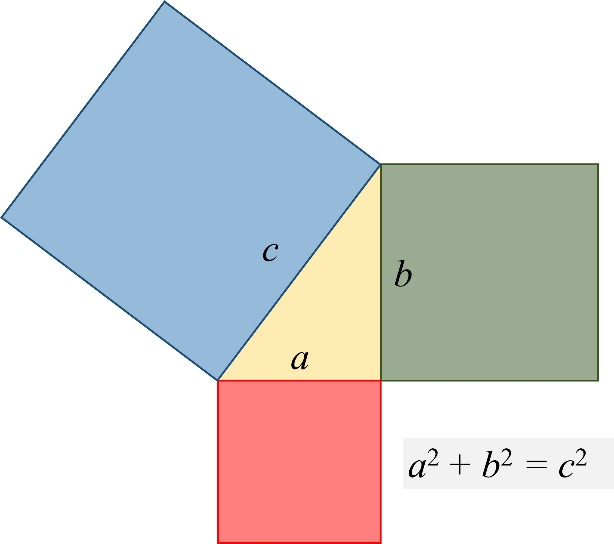 c
b
a
a² + b² = c²